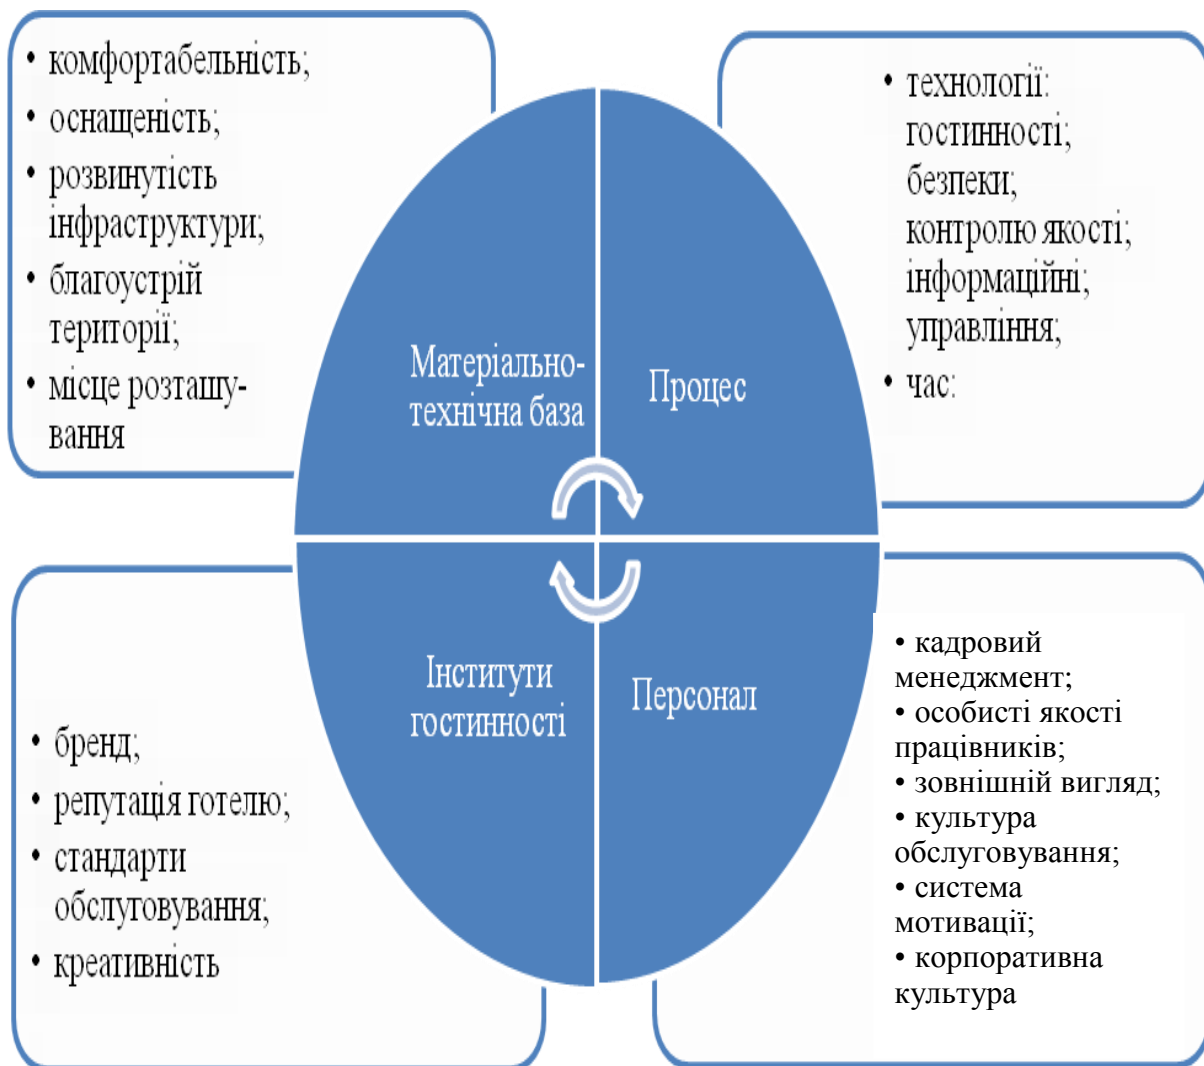 • комфортабельність;
• оснащеність;
• розвинутість
інфраструктури;
• благоустрій
території;
• місце розташу-
вання
• технології:
гостинності;
безпеки;
контролю якості;
інформаційні;
управління;
• час:
Матеріально-
технічна база
Процес
Інститути
гостинності
Персонал
• бренд;
• репутація готелю;
• стандарти
обслуговування;
• креативність
• кадровий
менеджмент;
• особисті якості
працівників;
• зовнішній вигляд;
• культура
обслуговування;
• система
мотивації;
• корпоративна
культура